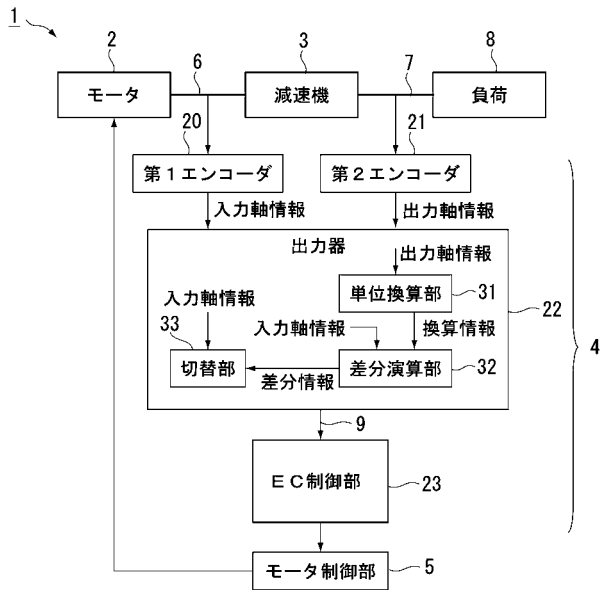 1
2
3
8
6
7
モータ
減速機
負荷
20
21
第1エンコーダ
第2エンコーダ
入力軸情報
出力軸情報
出力器
出力軸情報
単位換算部
31
22
入力軸情報
換算情報
33
入力軸情報
切替部
差分情報
差分演算部
32
4
9
EC制御部
23
モータ制御部
5